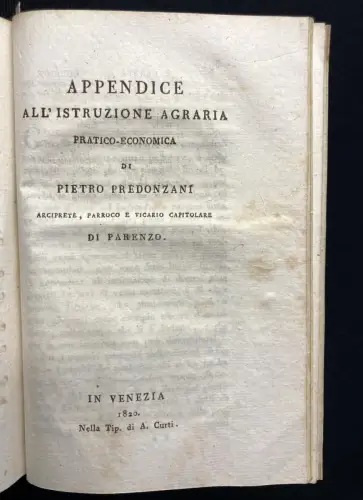 APPENDICE
ALL'ISTRUZIONE AGRARIA
PRATICO-ECONOMICA
DI
PIETRO PREDONZANI
ARCIPRETE, PARROCO E VICARIO CAPITOLARE
DI PARENZO.
IN VENEZIA
1820.
Nella Tip. di A. Curti.